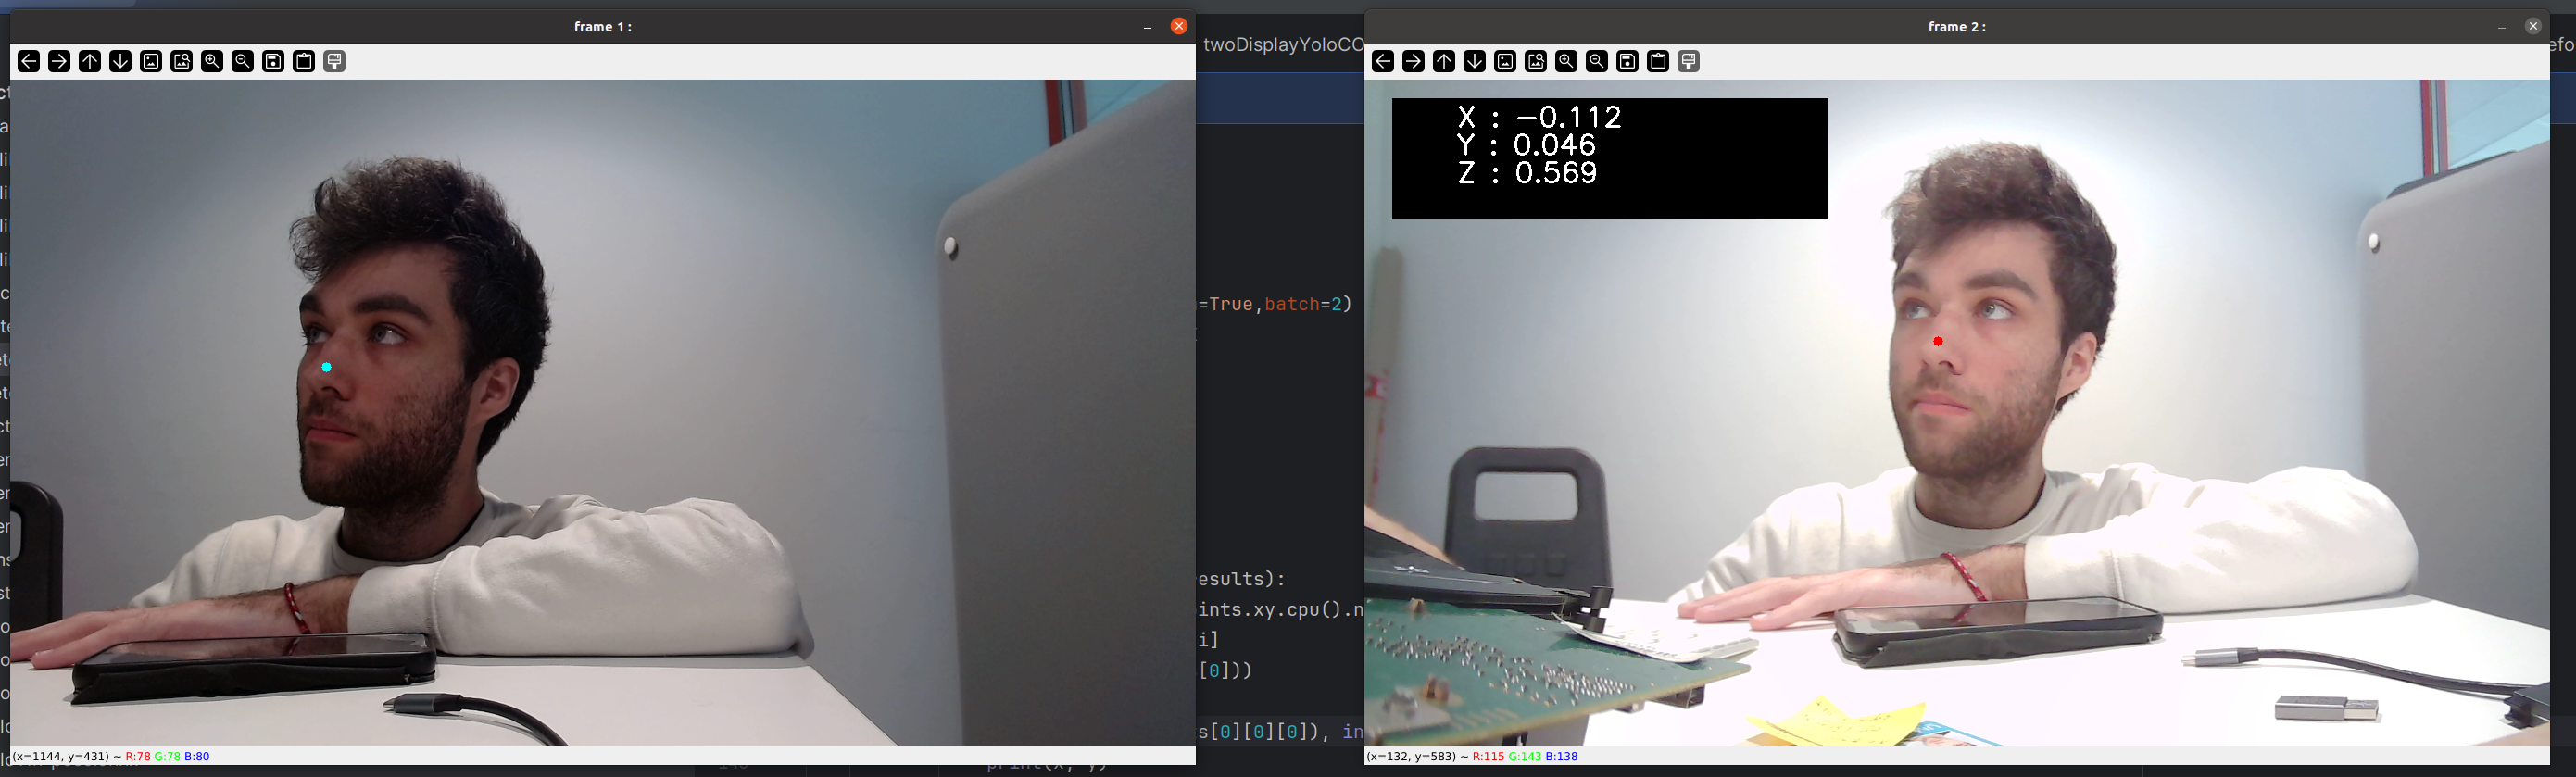 frame 1 :
frame 2 :
twoDisplayYoloCO
efo
X : -0.112
Y : 0.046
Z : 0.569
=True,batch=2)
esults):
ints.xy.cpu().n
i]
[0]))
s[0][0][0]), in
(x=1144, y=431) ~ R:78 G:78 B:80
(x=132, y=583) ~ R:115 G:143 B:138